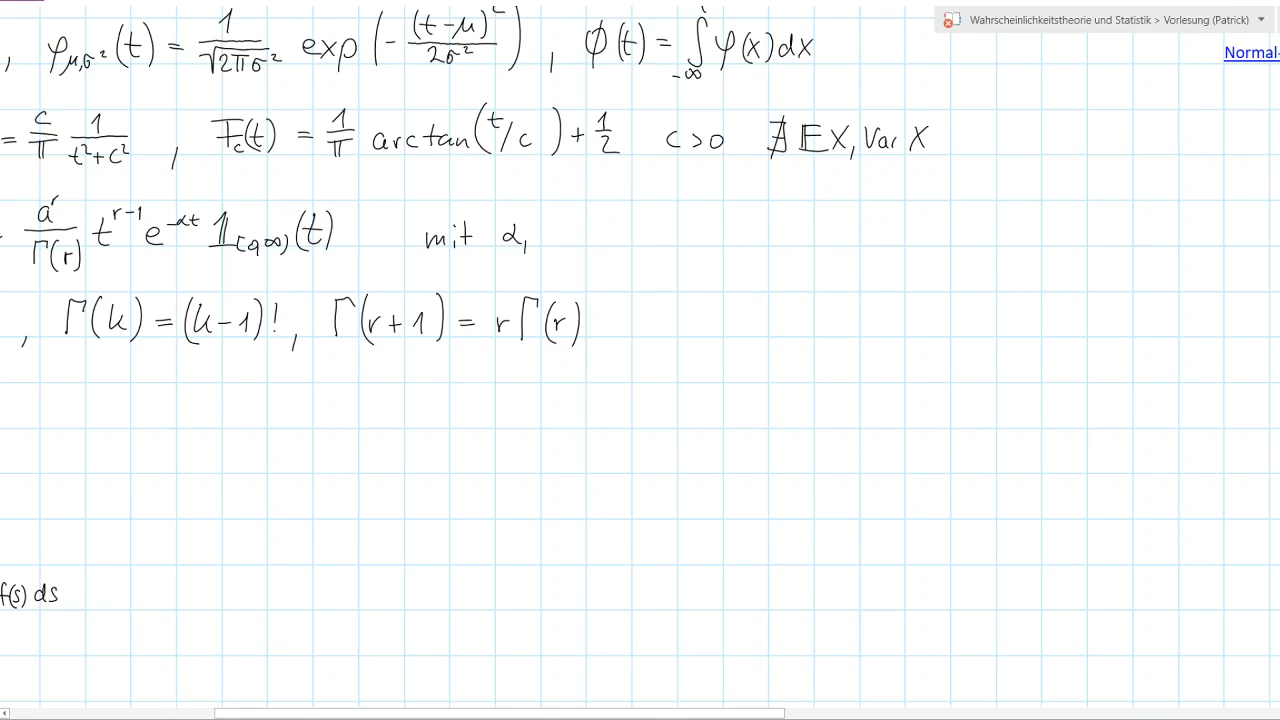 Wahrscheinlichkeitstheorie und Statistik > Vorlesung (Patrick)
Normal-
, φ_{μ,σ²}(t) = 1/√(2πσ²) exp(-(t-μ)²/2σ²), ϕ(t) = ∫_{-∞} φ(x)dx
= c/π 1/(t²+c²), F_c(t) = 1/π arctan(t/c) + 1/2 c>0 ∄ 𝔼X, Var X
a^r/Γ(r) t^{r-1} e^{-αt} 𝟙_{(0,∞)}(t) mit α,
, Γ(k) = (k-1)!, Γ(r+1) = rΓ(r)
f(s) ds